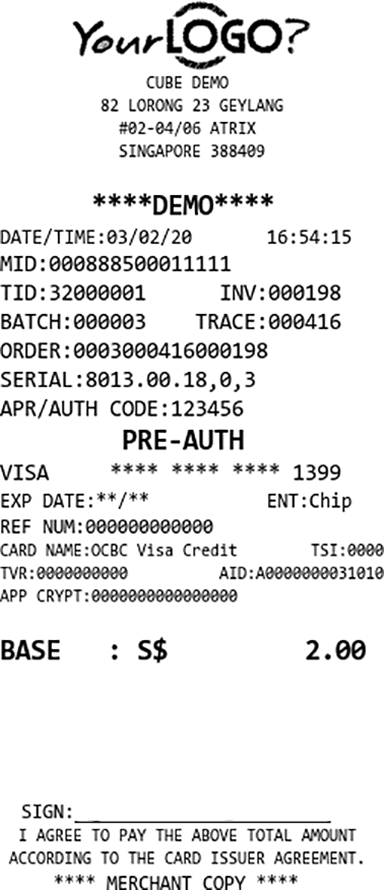 YourLOGO?
CUBE DEMO
82 LORONG 23 GEYLANG
#02-04/06 ATRIX
SINGAPORE 388409
****DEMO****
DATE/TIME:03/02/20 16:54:15
MID:000888500011111
TID:32000001 INV:000198
BATCH:000003 TRACE:000416
ORDER:0003000416000198
SERIAL:8013.00.18,0,3
APR/AUTH CODE:123456
PRE-AUTH
VISA **** **** **** 1399
EXP DATE:**/** ENT:Chip
REF NUM:000000000000
CARD NAME:OCBC Visa Credit TSI:0000
TVR:0000000000 AID:A0000000031010
APP CRYPT:0000000000000000
BASE : S$ 2.00
SIGN:
I AGREE TO PAY THE ABOVE TOTAL AMOUNT
ACCORDING TO THE CARD ISSUER AGREEMENT.
**** MERCHANT COPY ****